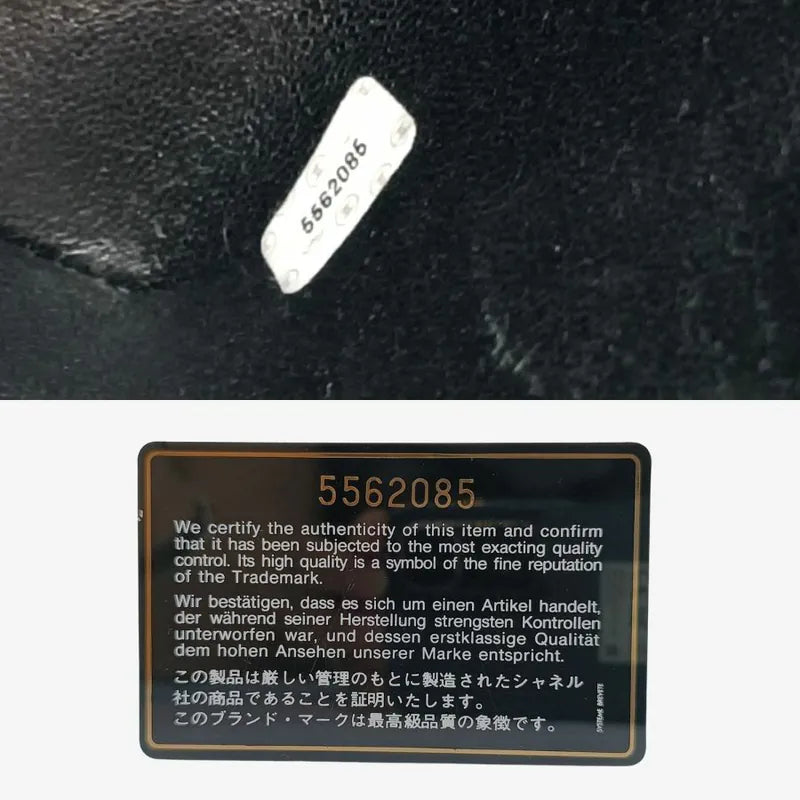 5562085
5562085
We certify the authenticity of this item and confirm
that it has been subjected to the most exacting quality
control. Its high quality is a symbol of the fine reputation
of the Trademark.
Wir bestätigen, dass es sich um einen Artikel handelt,
der während seiner Herstellung strengsten Kontrollen
unterworfen war, und dessen erstklassige Qualität
dem hohen Ansehen unserer Marke entspricht.
この製品は厳しい管理のもとに製造されたシャネル
社の商品であることを証明いたします。
このブランド・マークは最高級品質の象徴です。
SYSTEME BREVETE